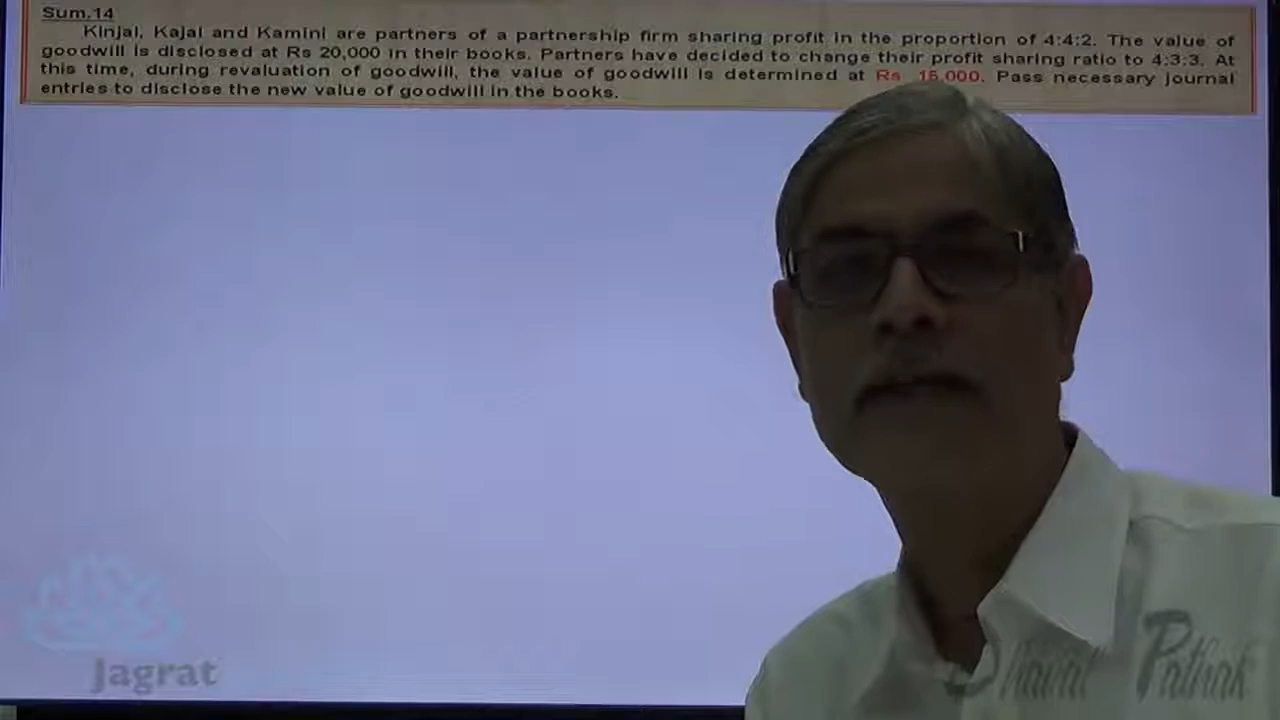 Sum.14
Kinjal, Kajal and Kamini are partners of a partnership firm sharing profit in the proportion of 4:4:2. The value of
goodwill is disclosed at Rs 20,000 in their books. Partners have decided to change their profit sharing ratio to 4:3:3. At
this time, during revaluation of goodwill, the value of goodwill is determined at Rs 15,000. Pass necessary journal
entries to disclose the new value of goodwill in the books.
Jagrat
Dhaval Pathak